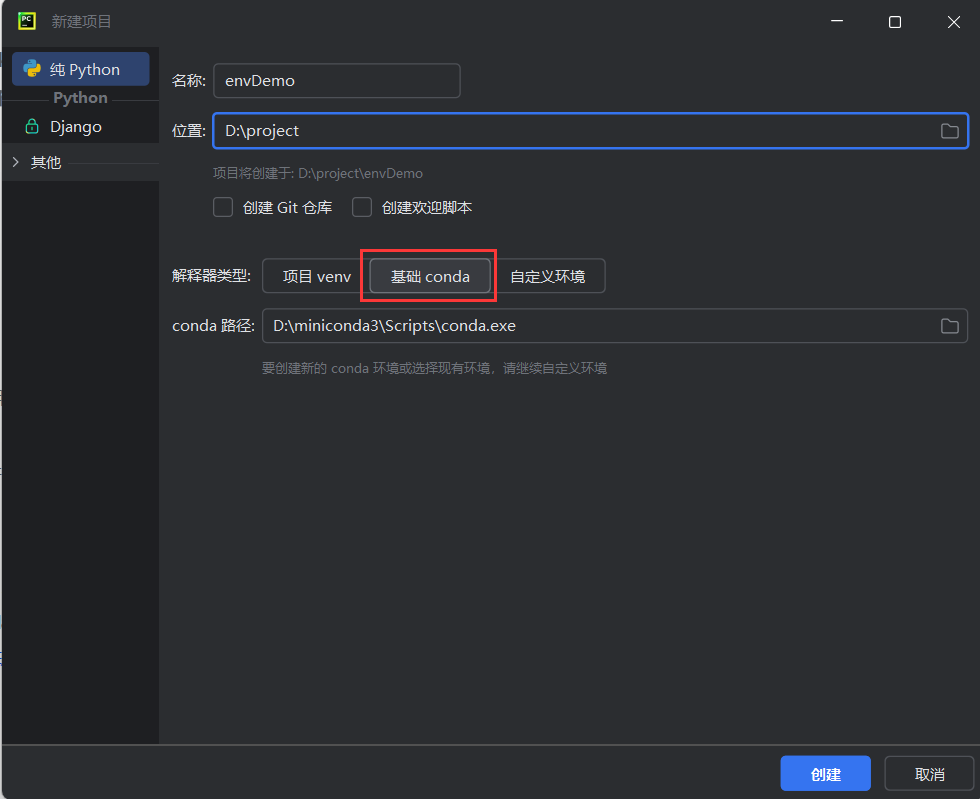 PC 新建项目
纯 Python
Python
Django
其他
名称: envDemo
位置: D:\project
项目将创建于: D:\project\envDemo
创建 Git 仓库 创建欢迎脚本
解释器类型: 项目 venv 基础 conda 自定义环境
conda 路径: D:\miniconda3\Scripts\conda.exe
要创建新的 conda 环境或选择现有环境，请继续自定义环境
创建 取消